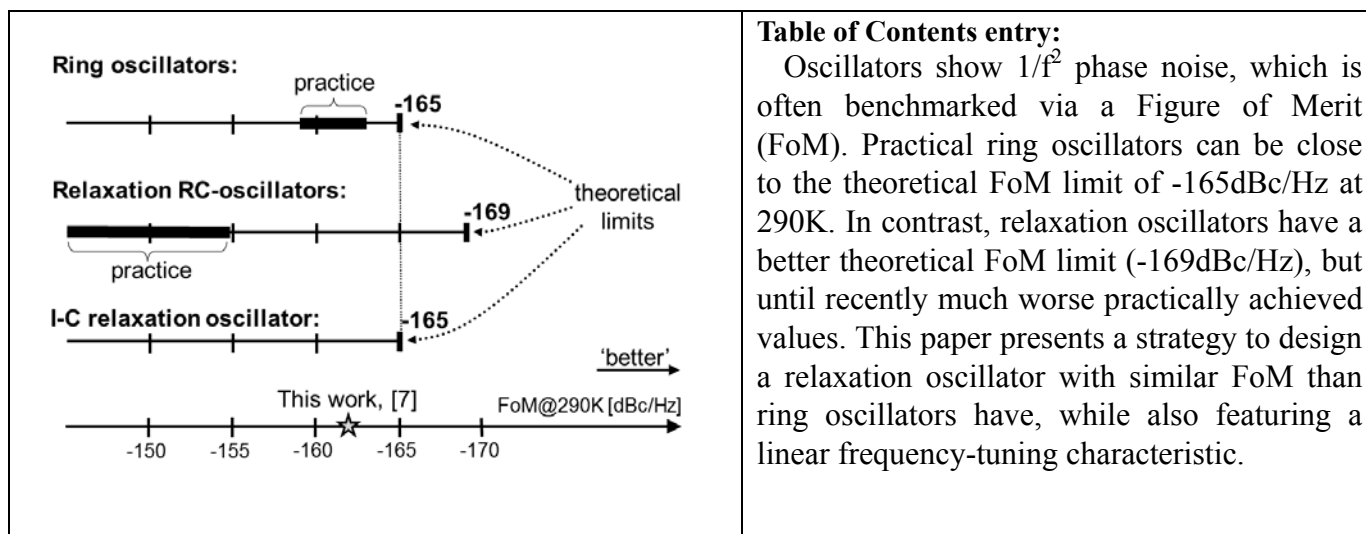 Ring oscillators:
practice
-165
Relaxation RC-oscillators:
-169
practice
theoretical
limits
I-C relaxation oscillator:
-165
'better'
This work, [7]
FoM@290K [dBc/Hz]
-150 -155 -160 -165 -170
Table of Contents entry:
Oscillators show 1/f² phase noise, which is
often benchmarked via a Figure of Merit
(FoM). Practical ring oscillators can be close
to the theoretical FoM limit of -165dBc/Hz at
290K. In contrast, relaxation oscillators have a
better theoretical FoM limit (-169dBc/Hz), but
until recently much worse practically achieved
values. This paper presents a strategy to design
a relaxation oscillator with similar FoM than
ring oscillators have, while also featuring a
linear frequency-tuning characteristic.